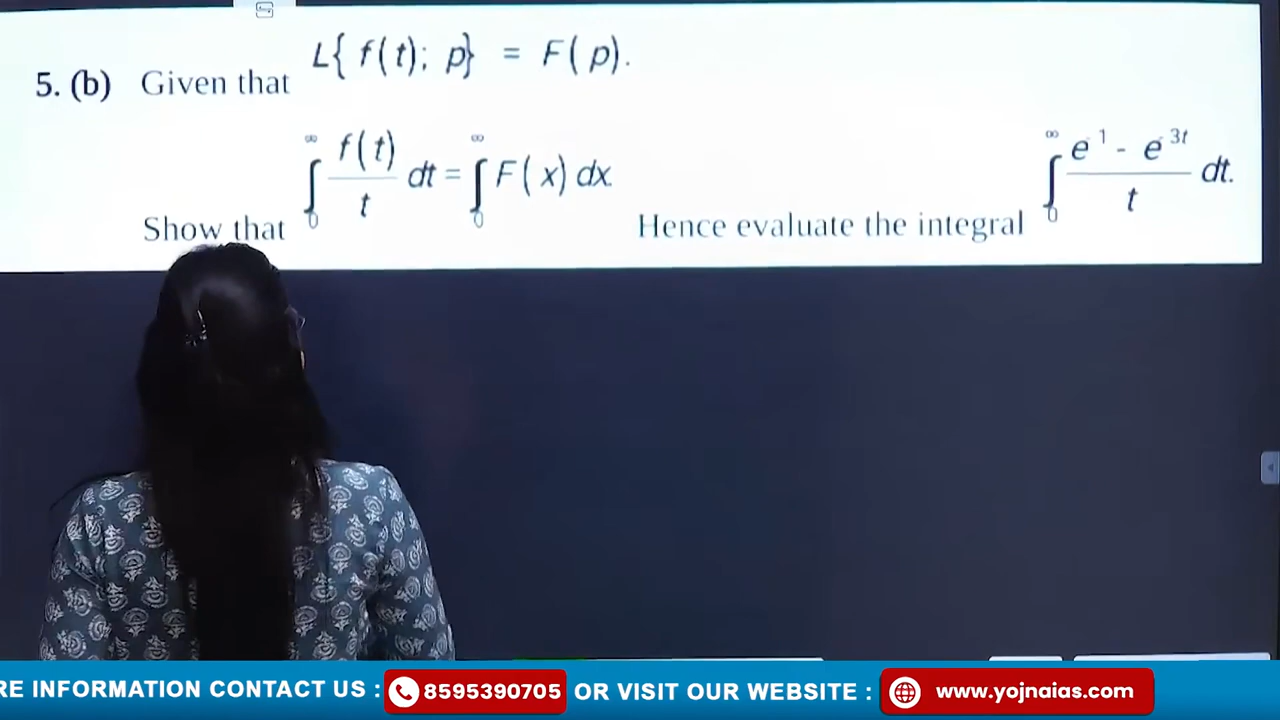 5. (b) Given that L{ f(t); p} = F( p).
Show that ∫₀^∞ f(t)/t dt = ∫₀^∞ F( x) dx. Hence evaluate the integral ∫₀^∞ (e⁻¹ - e⁻³ᵗ)/t dt.
RE INFORMATION CONTACT US : 8595390705 OR VISIT OUR WEBSITE : www.yojnaias.com